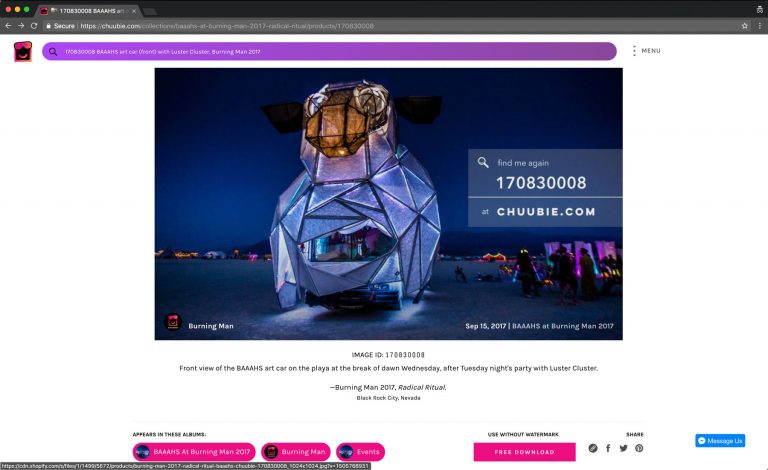 170830008 BAAAHS art c
Secure
https://chuubie.com/collections/baaahs-at-burning-man-2017-radical-ritual/products/170830008
170830008 BAAAHS art car (front) with Luster Cluster, Burning Man 2017
MENU
find me again
170830008
at CHUUBIE.COM
Burning Man
Sep 15, 2017 | BAAAHS at Burning Man 2017
IMAGE ID: 170830008
Front view of the BAAAHS art car on the playa at the break of dawn Wednesday, after Tuesday night's party with Luster Cluster.
—Burning Man 2017, Radical Ritual.
Black Rock City, Nevada
APPEARS IN THESE ALBUMS:
USE WITHOUT WATERMARK
SHARE
BAAAHS At Burning Man 2017
Burning Man
Events
FREE DOWNLOAD
Message Us
https://cdn.shopify.com/s/files/1/1499/5672/products/burning-man-2017-radical-ritual-baaahs-chuubie-170830008_1024x1024.jpg?v=1505768931